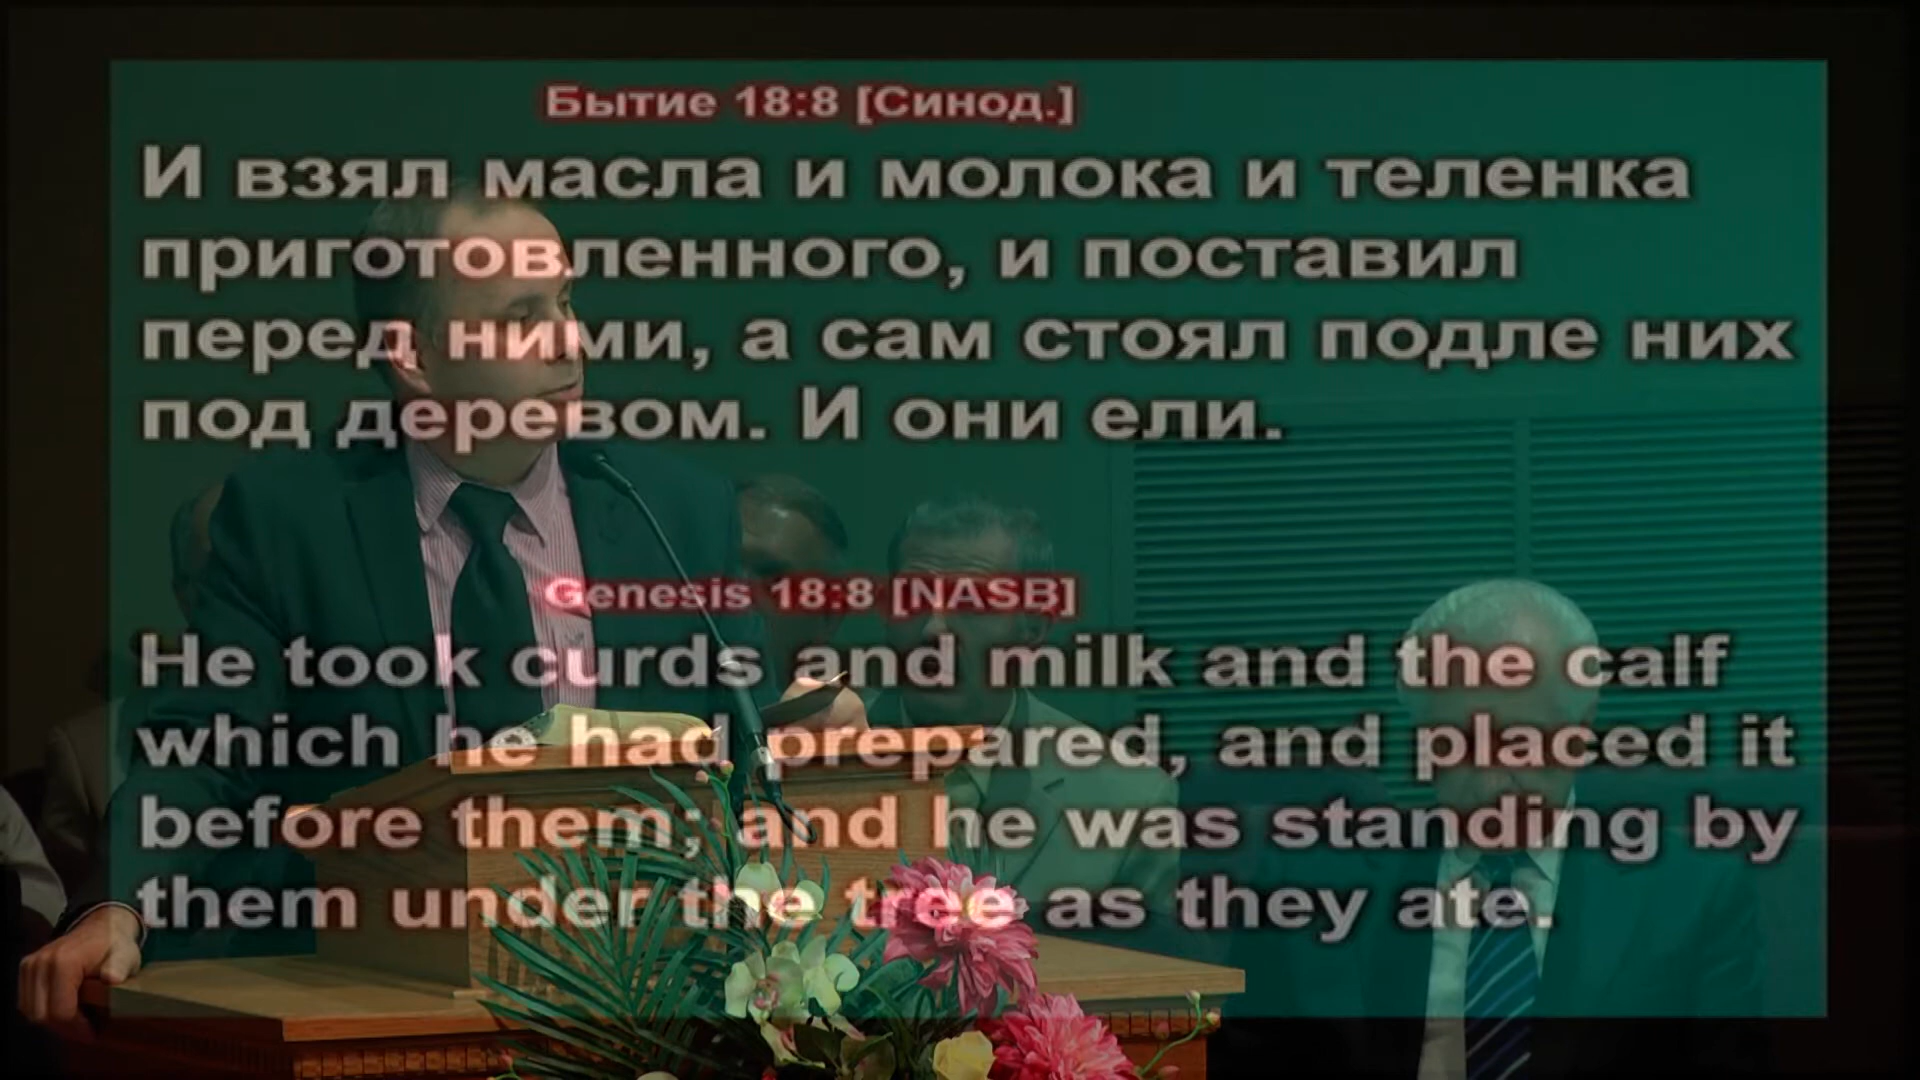 Бытие 18:8 [Синод.]
И взял масла и молока и теленка
приготовленного, и поставил
перед ними, а сам стоял подле них
под деревом. И они ели.
Genesis 18:8 [NASB]
He took curds and milk and the calf
which he had prepared, and placed it
before them; and he was standing by
them under the tree as they ate.